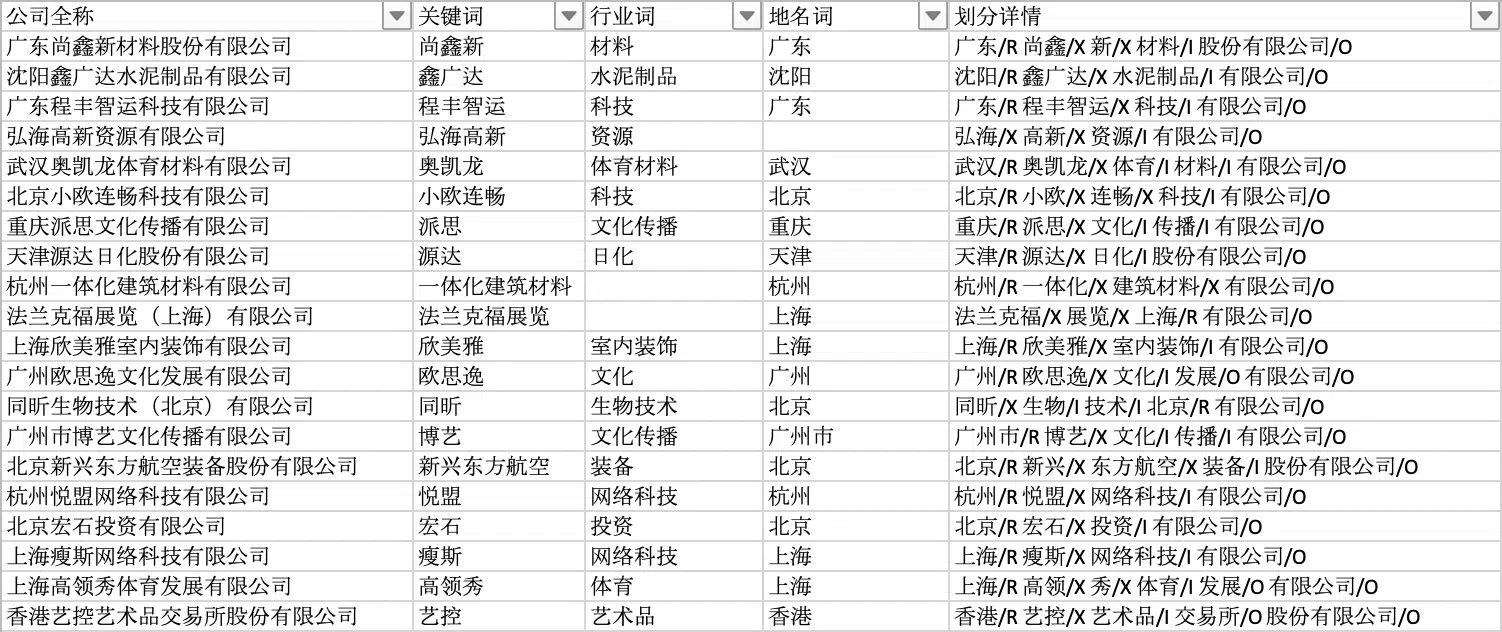 公司全称 关键词 行业词 地名词 划分详情
广东尚鑫新材料股份有限公司 尚鑫新 材料 广东 广东/R 尚鑫/X 新/X 材料/I 股份有限公司/O
沈阳鑫广达水泥制品有限公司 鑫广达 水泥制品 沈阳 沈阳/R 鑫广达/X 水泥制品/I 有限公司/O
广东程丰智运科技有限公司 程丰智运 科技 广东 广东/R 程丰智运/X 科技/I 有限公司/O
弘海高新资源有限公司 弘海高新 资源 弘海/X 高新/X 资源/I 有限公司/O
武汉奥凯龙体育材料有限公司 奥凯龙 体育材料 武汉 武汉/R 奥凯龙/X 体育/I 材料/I 有限公司/O
北京小欧连畅科技有限公司 小欧连畅 科技 北京 北京/R 小欧/X 连畅/X 科技/I 有限公司/O
重庆派思文化传播有限公司 派思 文化传播 重庆 重庆/R 派思/X 文化/I 传播/I 有限公司/O
天津源达日化股份有限公司 源达 日化 天津 天津/R 源达/X 日化/I 股份有限公司/O
杭州一体化建筑材料有限公司 一体化建筑材料 杭州 杭州/R 一体化/X 建筑材料/X 有限公司/O
法兰克福展览（上海）有限公司 法兰克福展览 上海 法兰克福/X 展览/X 上海/R 有限公司/O
上海欣美雅室内装饰有限公司 欣美雅 室内装饰 上海 上海/R 欣美雅/X 室内装饰/I 有限公司/O
广州欧思逸文化发展有限公司 欧思逸 文化 广州 广州/R 欧思逸/X 文化/I 发展/O 有限公司/O
同昕生物技术（北京）有限公司 同昕 生物技术 北京 同昕/X 生物/I 技术/I 北京/R 有限公司/O
广州市博艺文化传播有限公司 博艺 文化传播 广州市 广州市/R 博艺/X 文化/I 传播/I 有限公司/O
北京新兴东方航空装备股份有限公司 新兴东方航空 装备 北京 北京/R 新兴/X 东方航空/X 装备/I 股份有限公司/O
杭州悦盟网络科技有限公司 悦盟 网络科技 杭州 杭州/R 悦盟/X 网络科技/I 有限公司/O
北京宏石投资有限公司 宏石 投资 北京 北京/R 宏石/X 投资/I 有限公司/O
上海瘦斯网络科技有限公司 瘦斯 网络科技 上海 上海/R 瘦斯/X 网络科技/I 有限公司/O
上海高领秀体育发展有限公司 高领秀 体育 上海 上海/R 高领/X 秀/X 体育/I 发展/O 有限公司/O
香港艺控艺术品交易所股份有限公司 艺控 艺术品 香港 香港/R 艺控/X 艺术品/I 交易所/O 股份有限公司/O